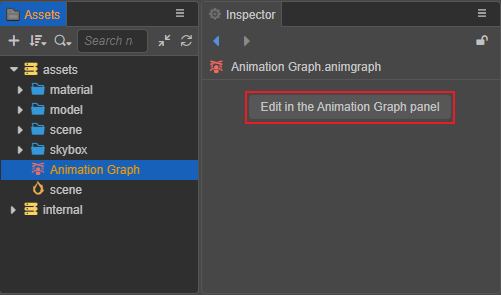 Assets
Inspector
Search n
Animation Graph.animgraph
assets
material
Edit in the Animation Graph panel
model
scene
skybox
Animation Graph
scene
internal